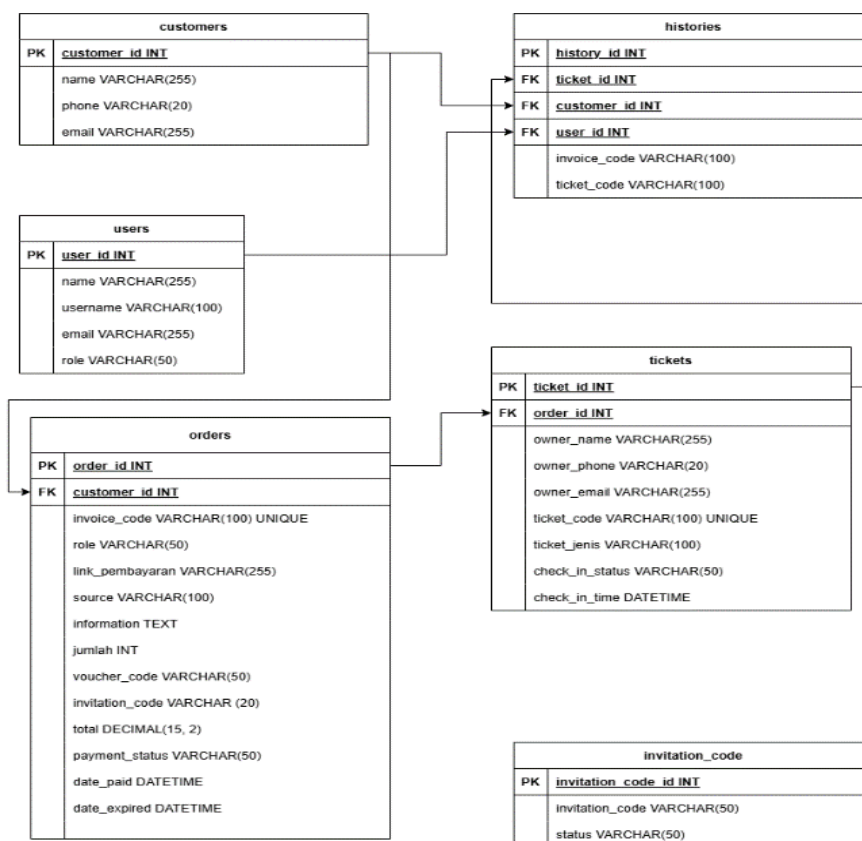 customers
PK customer_id INT
name VARCHAR(255)
phone VARCHAR(20)
email VARCHAR(255)
histories
PK history_id INT
FK ticket_id INT
FK customer_id INT
FK user_id INT
invoice_code VARCHAR(100)
ticket_code VARCHAR(100)
users
PK user_id INT
name VARCHAR(255)
username VARCHAR(100)
email VARCHAR(255)
role VARCHAR(50)
tickets
PK ticket_id INT
FK order_id INT
owner_name VARCHAR(255)
owner_phone VARCHAR(20)
owner_email VARCHAR(255)
ticket_code VARCHAR(100) UNIQUE
ticket_jenis VARCHAR(100)
check_in_status VARCHAR(50)
check_in_time DATETIME
orders
PK order_id INT
FK customer_id INT
invoice_code VARCHAR(100) UNIQUE
role VARCHAR(50)
link_pembayaran VARCHAR(255)
source VARCHAR(100)
information TEXT
jumlah INT
voucher_code VARCHAR(50)
invitation_code VARCHAR (20)
total DECIMAL(15, 2)
payment_status VARCHAR(50)
date_paid DATETIME
date_expired DATETIME
invitation_code
PK invitation_code_id INT
invitation_code VARCHAR(50)
status VARCHAR(50)